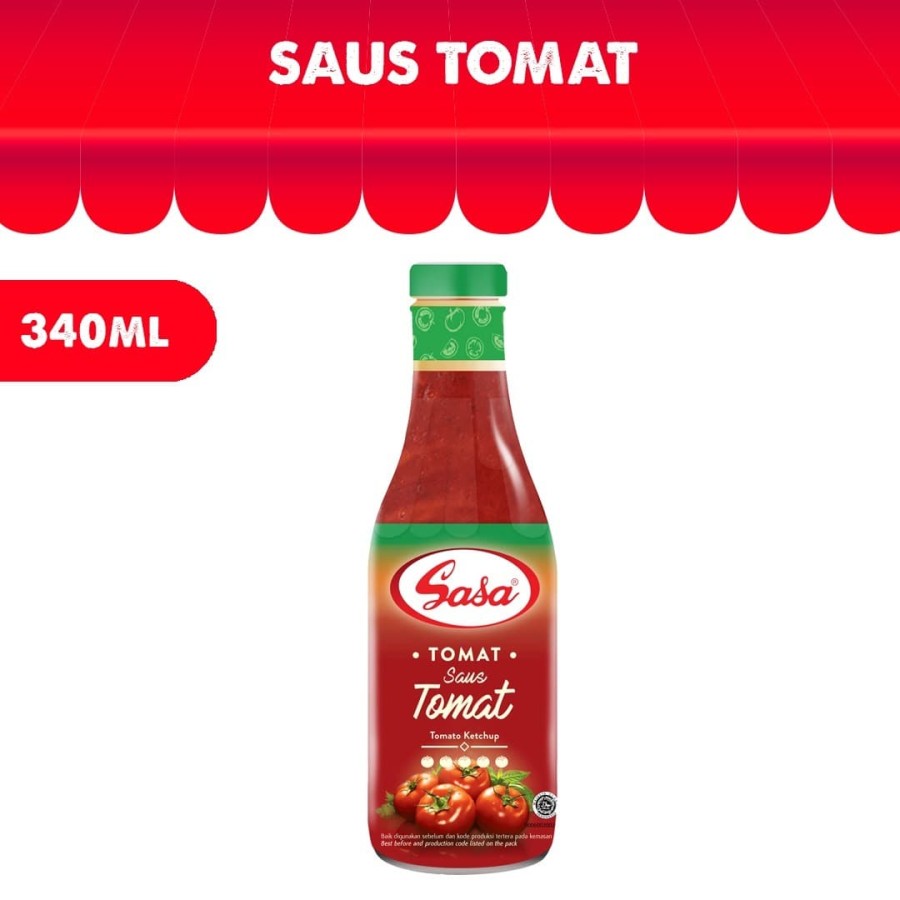 SAUS TOMAT
340ML
Sasa®
• TOMAT •
Saus
Tomat
Tomato Ketchup
Baik digunakan sebelum dan kode produksi tertera pada kemasan
Best before and production code listed on the pack